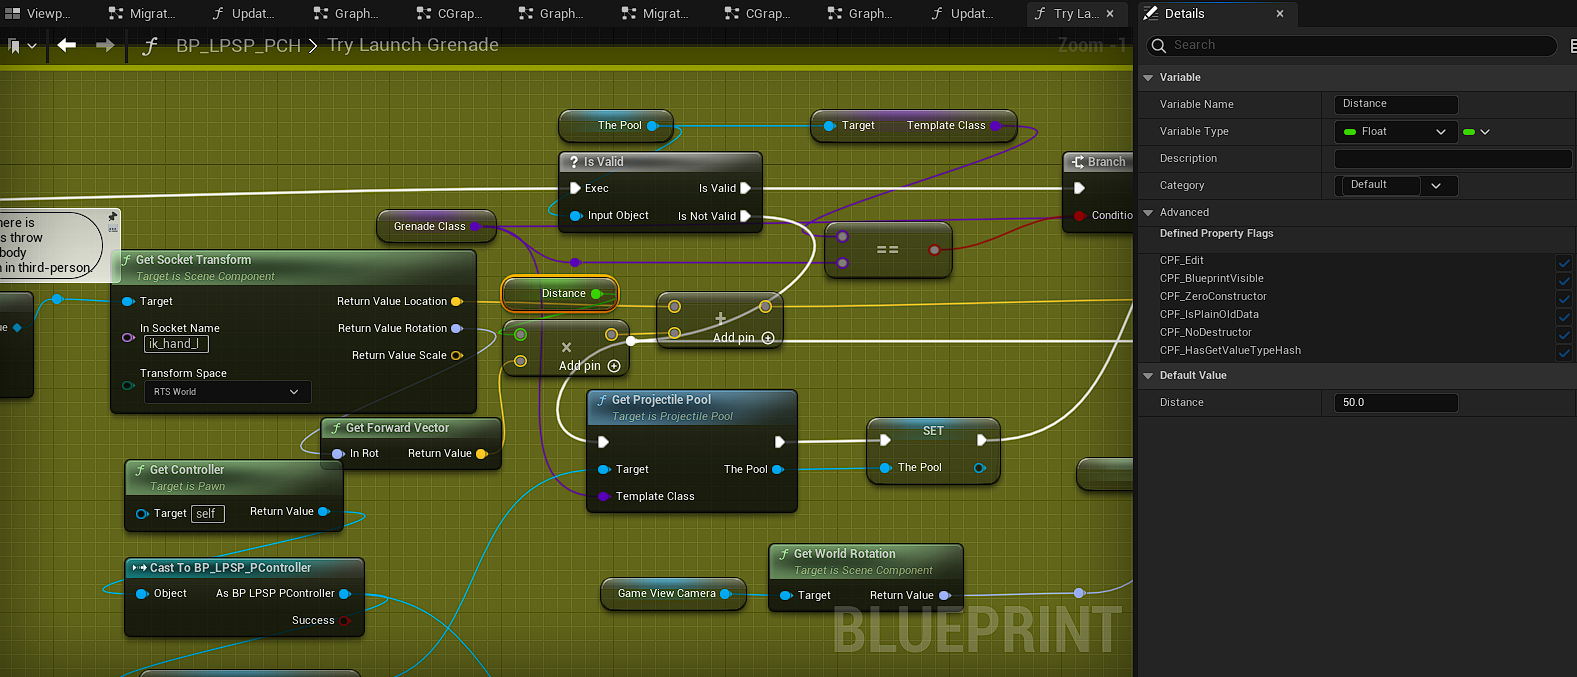 Viewp...
Migrat...
Updat...
Graph...
CGrap...
Graph...
Migrat...
CGrap...
Graph...
Updat...
Try La...
Details
BP_LPSP_PCH > Try Launch Grenade
Zoom -1
Search
Variable
Variable Name
Distance
Variable Type
Float
Description
Category
Default
Advanced
Defined Property Flags
CPF_Edit
CPF_BlueprintVisible
CPF_ZeroConstructor
CPF_IsPlainOldData
CPF_NoDestructor
CPF_HasGetValueTypeHash
Default Value
Distance
50.0
The Pool
Target
Template Class
? Is Valid
Exec
Is Valid
Input Object
Is Not Valid
Branch
Conditio
Grenade Class
==
here is
s throw
body
n in third-person.
Get Socket Transform
Target is Scene Component
Target
Return Value Location
In Socket Name
Return Value Rotation
ik_hand_l
Return Value Scale
Transform Space
RTS World
Distance
Add pin
+
Add pin
Get Projectile Pool
Target is Projectile Pool
Target
The Pool
Template Class
SET
The Pool
Get Forward Vector
In Rot
Return Value
Get Controller
Target is Pawn
Target
self
Return Value
Cast To BP_LPSP_PController
Object
As BP LPSP PController
Success
Game View Camera
Get World Rotation
Target is Scene Component
Target
Return Value
BLUEPRINT